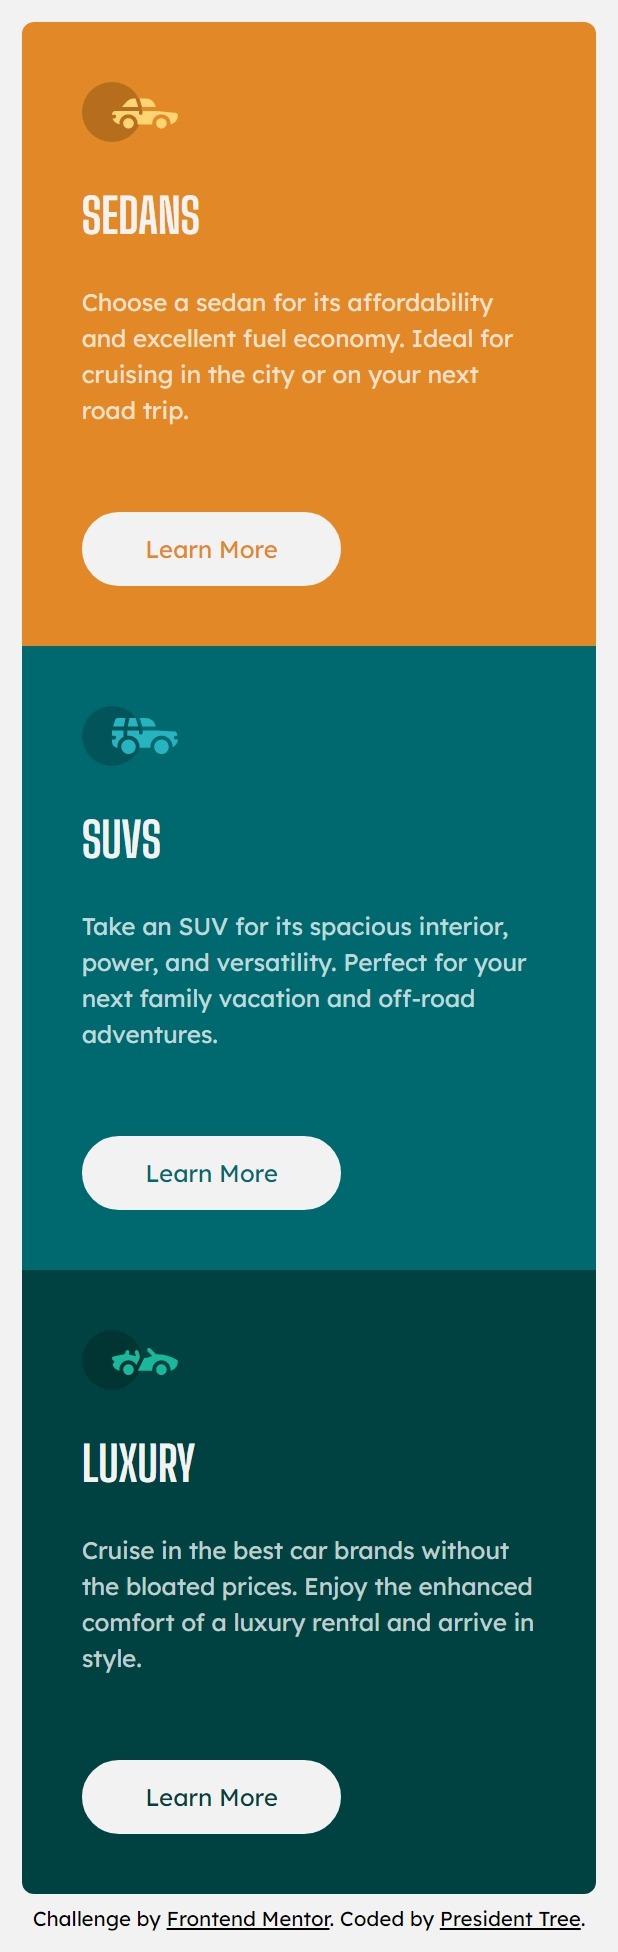 SEDANS
Choose a sedan for its affordability
and excellent fuel economy. Ideal for
cruising in the city or on your next
road trip.
Learn More
SUVS
Take an SUV for its spacious interior,
power, and versatility. Perfect for your
next family vacation and off-road
adventures.
Learn More
LUXURY
Cruise in the best car brands without
the bloated prices. Enjoy the enhanced
comfort of a luxury rental and arrive in
style.
Learn More
Challenge by Frontend Mentor. Coded by President Tree.